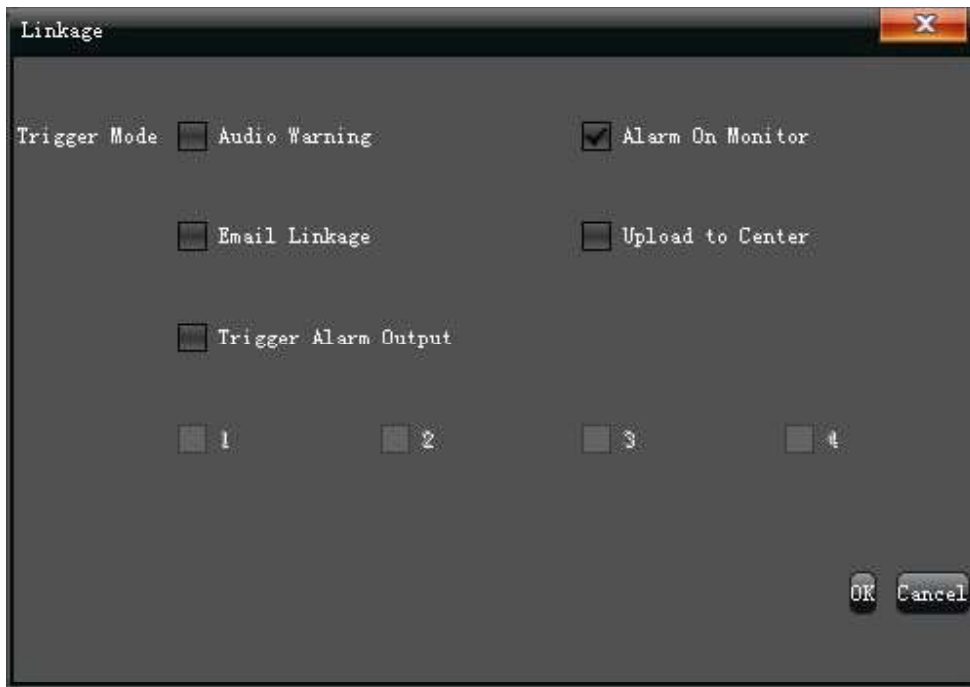 Linkage
Trigger Mode Audio Warning Alarm On Monitor
Email Linkage Upload to Center
Trigger Alarm Output
1 2 3 4
OK Cancel